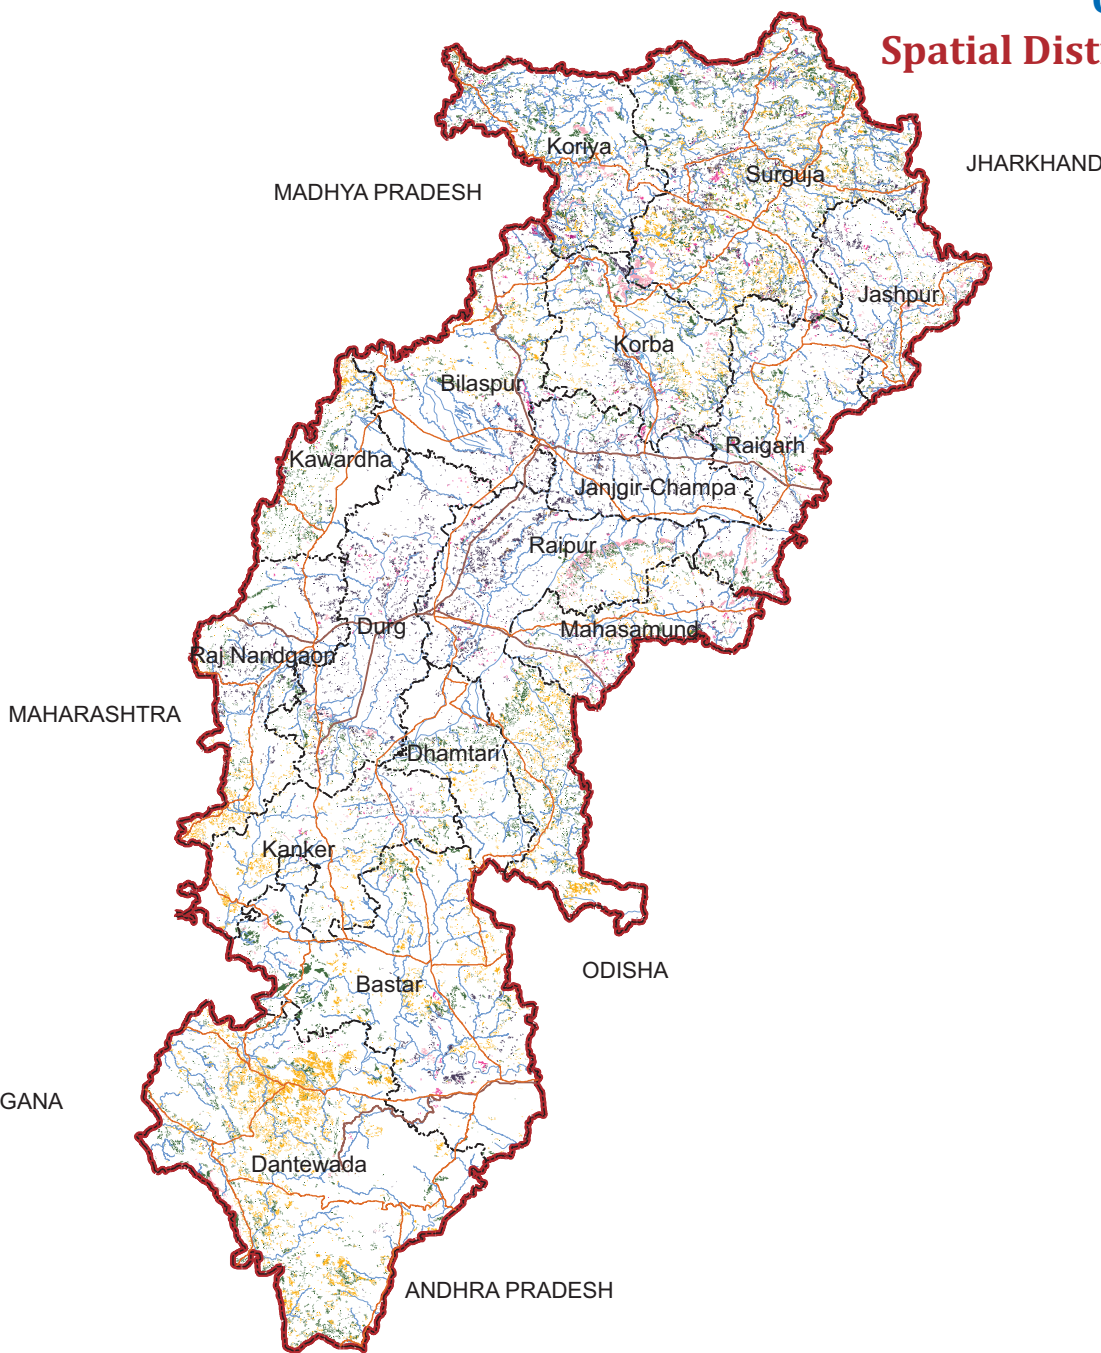 Spatial Dist
JHARKHAND
Koriya
Surguja
MADHYA PRADESH
Jashpur
Korba
Bilaspur
Raigarh
Kawardha
Janjgir-Champa
Raipur
Durg
Mahasamund
Raj Nandgaon
MAHARASHTRA
Dhamtari
Kanker
ODISHA
Bastar
GANA
Dantewada
ANDHRA PRADESH